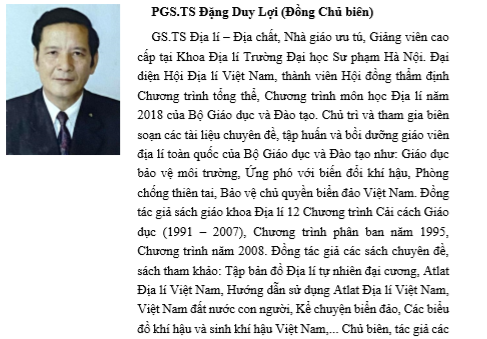 PGS.TS Đặng Duy Lợi (Đồng Chủ biên)
GS.TS Địa lí – Địa chất, Nhà giáo ưu tú, Giảng viên cao
cấp tại Khoa Địa lí Trường Đại học Sư phạm Hà Nội. Đại
diện Hội Địa lí Việt Nam, thành viên Hội đồng thẩm định
Chương trình tổng thể, Chương trình môn học Địa lí năm
2018 của Bộ Giáo dục và Đào tạo. Chủ trì và tham gia biên
soạn các tài liệu chuyên đề, tập huấn và bồi dưỡng giáo viên
địa lí toàn quốc của Bộ Giáo dục và Đào tạo như: Giáo dục
bảo vệ môi trường, Ứng phó với biến đổi khí hậu, Phòng
chống thiên tai, Bảo vệ chủ quyền biển đảo Việt Nam. Đồng
tác giả sách giáo khoa Địa lí 12 Chương trình Cải cách Giáo
dục (1991 – 2007), Chương trình phân ban năm 1995,
Chương trình năm 2008. Đồng tác giả các sách chuyên đề,
sách tham khảo: Tập bản đồ Địa lí tự nhiên đại cương, Atlat
Địa lí Việt Nam, Hướng dẫn sử dụng Atlat Địa lí Việt Nam,
Việt Nam đất nước con người, Kể chuyện biển đảo, Các biểu
đồ khí hậu và sinh khí hậu Việt Nam,... Chủ biên, tác giả các